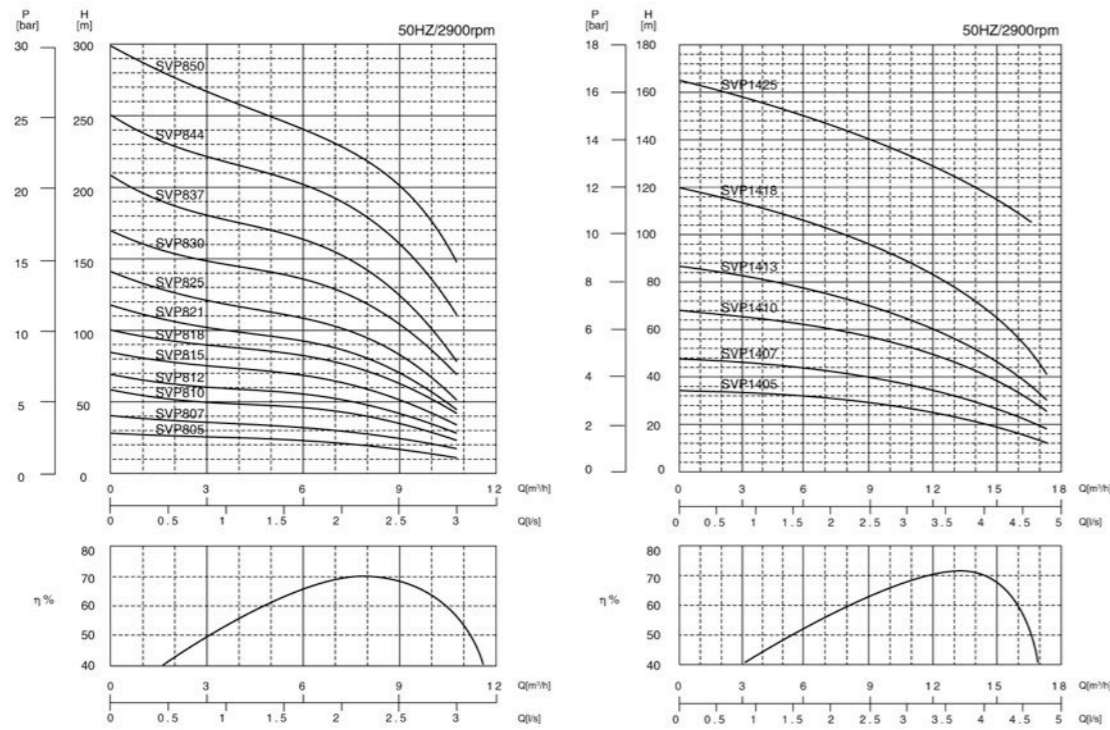 P [bar] H [m] 50HZ/2900rpm
30 300
SVP850
25 250
SVP844
20 200
SVP837
SVP830
15 150
SVP825
SVP821
10 100
SVP818
SVP815
SVP812
5 50
SVP810
SVP807
SVP805
0 0
0 3 6 9 12 Q[m³/h]
0 0.5 1 1.5 2 2.5 3 Q[l/s]
80
70
η % 60
50
40
0 3 6 9 12 Q[m³/h]
0 0.5 1 1.5 2 2.5 3 Q[l/s]
P [bar] H [m] 50HZ/2900rpm
18 180
SVP1425
16 160
14 140
12 120
SVP1418
10 100
8 80
SVP1413
SVP1410
6 60
SVP1407
4 40
SVP1405
2 20
0 0
0 3 6 9 12 15 18 Q[m³/h]
0 0.5 1 1.5 2 2.5 3 3.5 4 4.5 5 Q[l/s]
80
70
η % 60
50
40
0 3 6 9 12 15 18 Q[m³/h]
0 0.5 1 1.5 2 2.5 3 3.5 4 4.5 5 Q[l/s]